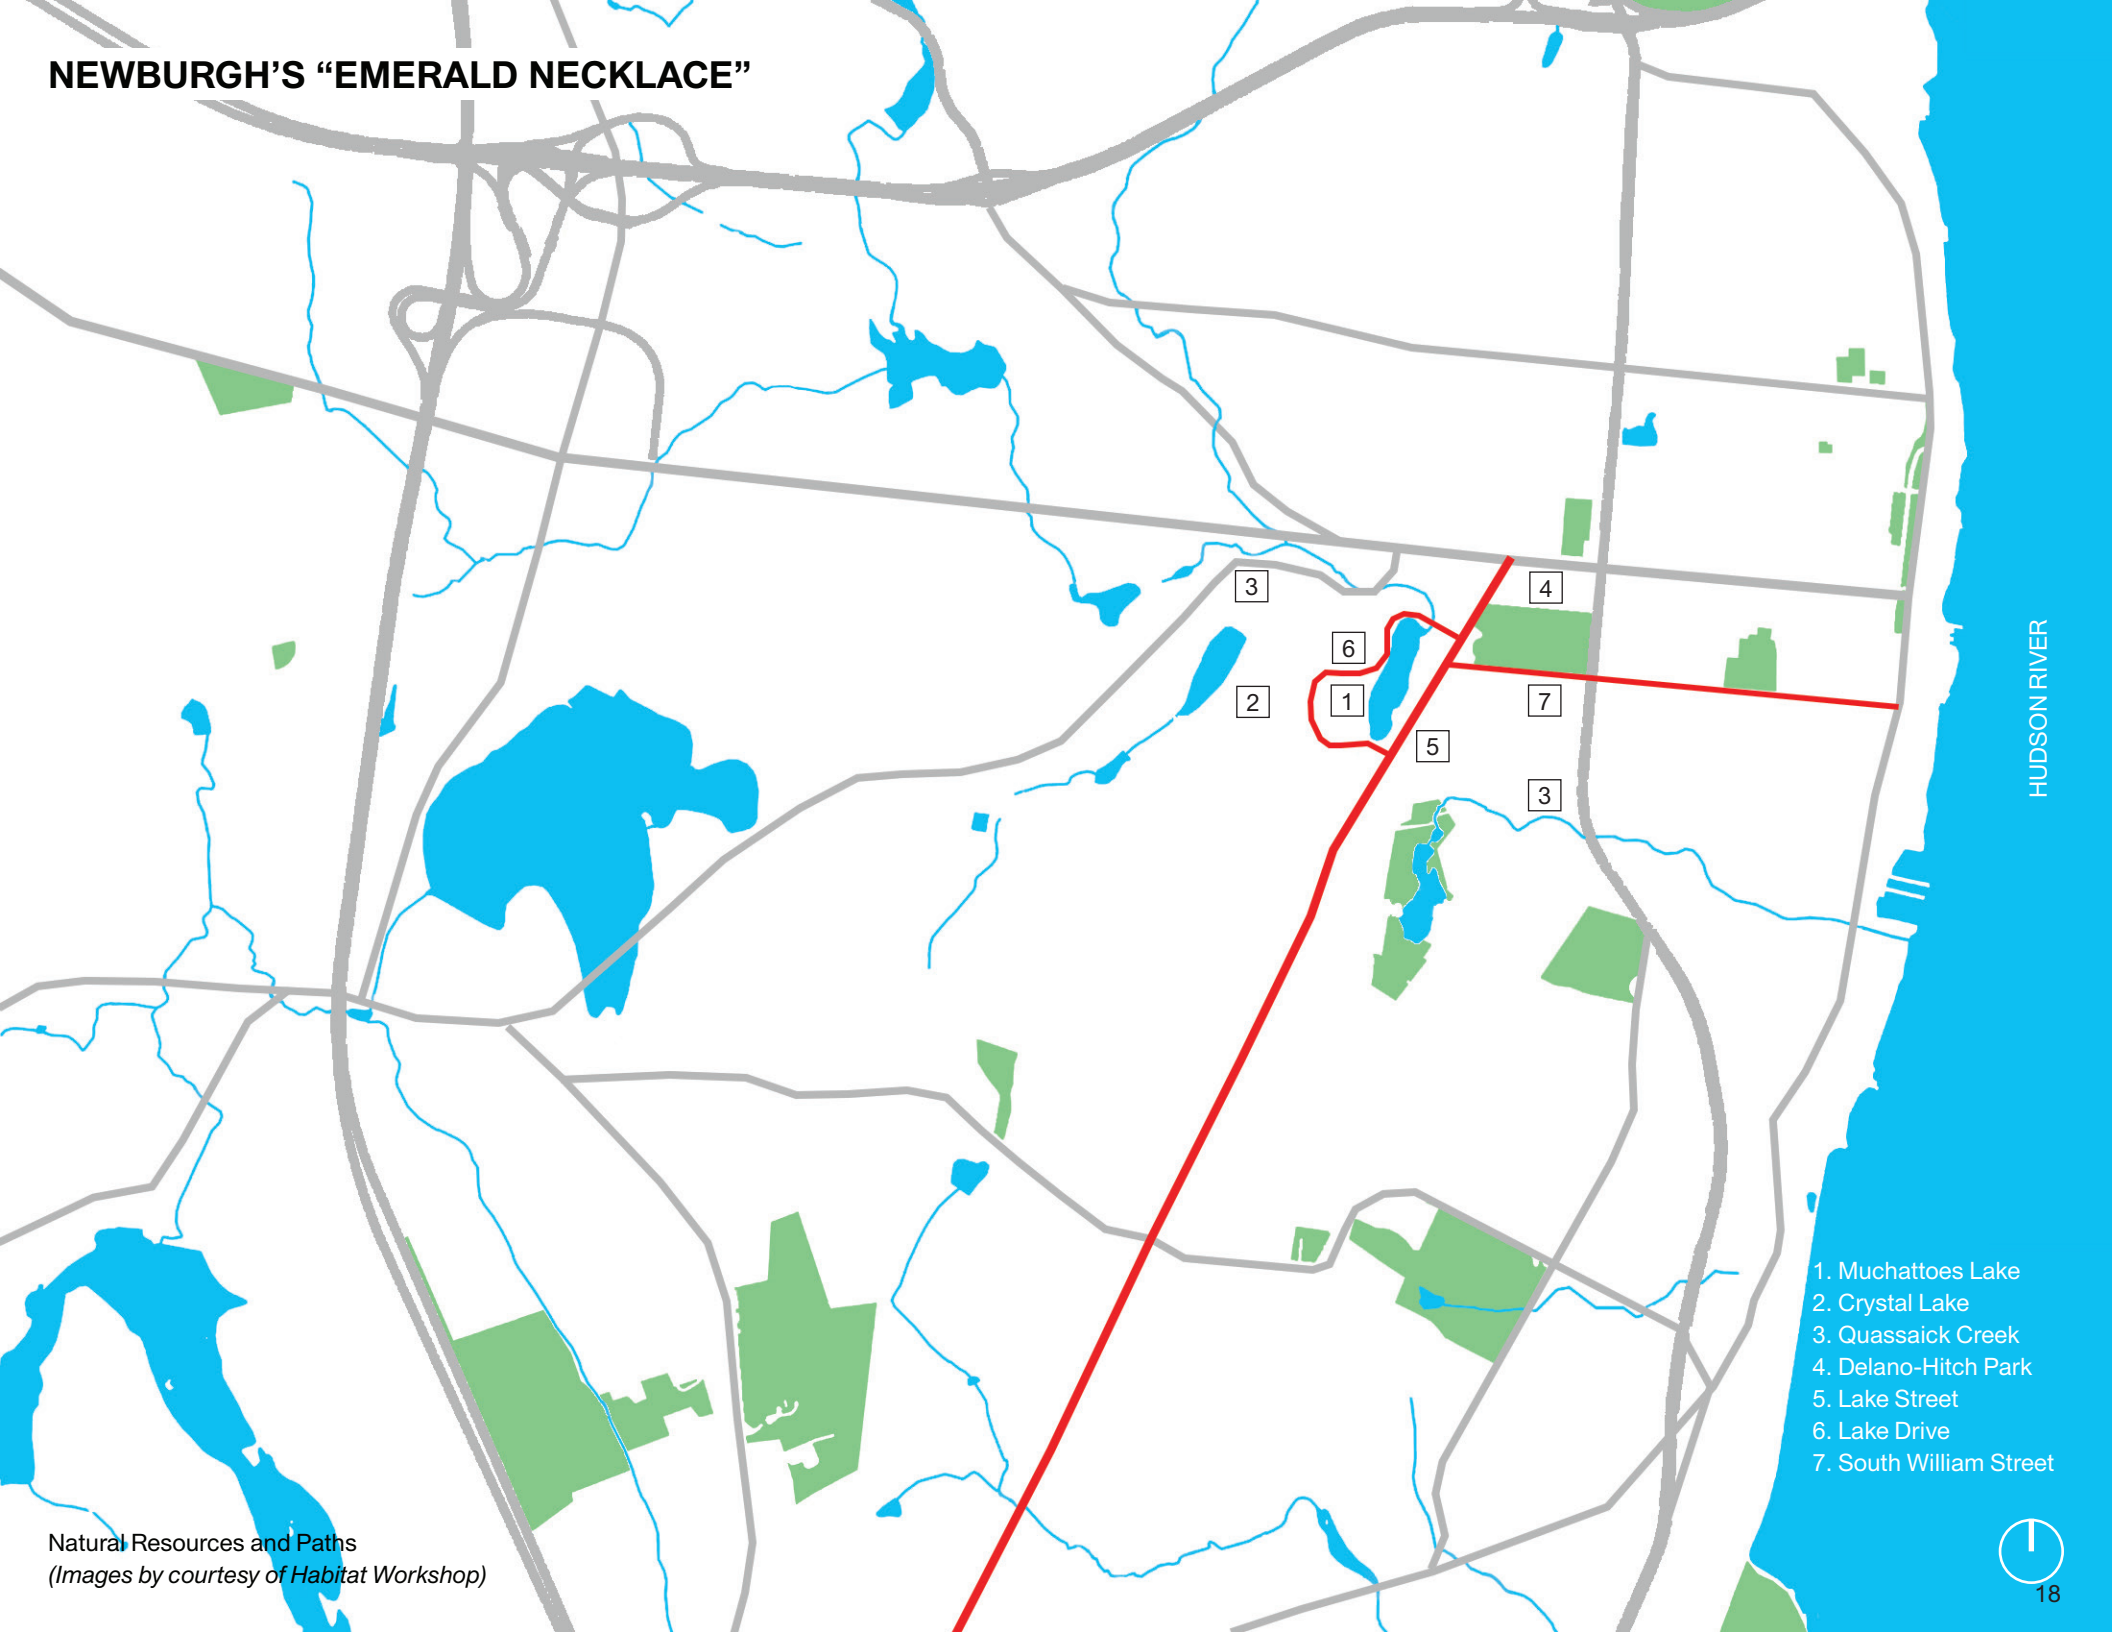 NEWBURGH’S “EMERALD NECKLACE”
3
4
6
2
1
7
5
3
HUDSON RIVER
1. Muchattoes Lake
2. Crystal Lake
3. Quassaick Creek
4. Delano-Hitch Park
5. Lake Street
6. Lake Drive
7. South William Street
Natural Resources and Paths
(Images by courtesy of Habitat Workshop)
18